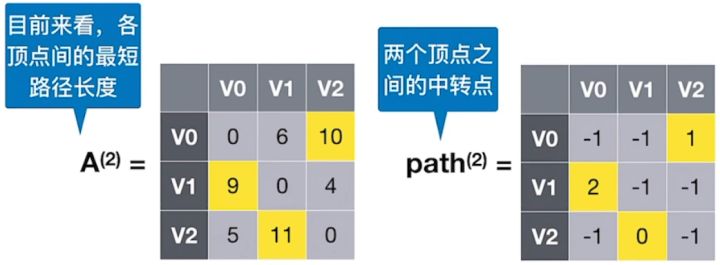 目前来看，各
顶点间的最短
路径长度
两个顶点之
间的中转点
A(2) =
V0 V1 V2
V0 0 6 10
V1 9 0 4
V2 5 11 0
path(2) =
V0 V1 V2
V0 -1 -1 1
V1 2 -1 -1
V2 -1 0 -1